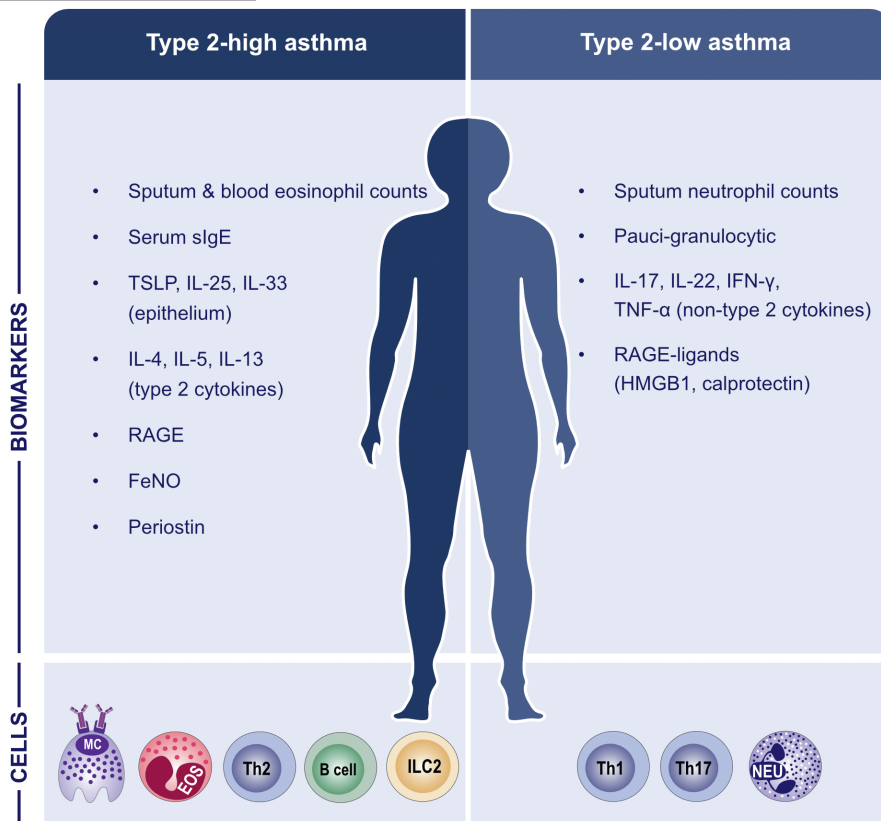 Type 2-high asthma
Type 2-low asthma
BIOMARKERS
• Sputum & blood eosinophil counts
• Serum sIgE
• TSLP, IL-25, IL-33
(epithelium)
• IL-4, IL-5, IL-13
(type 2 cytokines)
• RAGE
• FeNO
• Periostin
• Sputum neutrophil counts
• Pauci-granulocytic
• IL-17, IL-22, IFN-γ,
TNF-α (non-type 2 cytokines)
• RAGE-ligands
(HMGB1, calprotectin)
CELLS
MC
EOS
Th2
B cell
ILC2
Th1
Th17
NEU